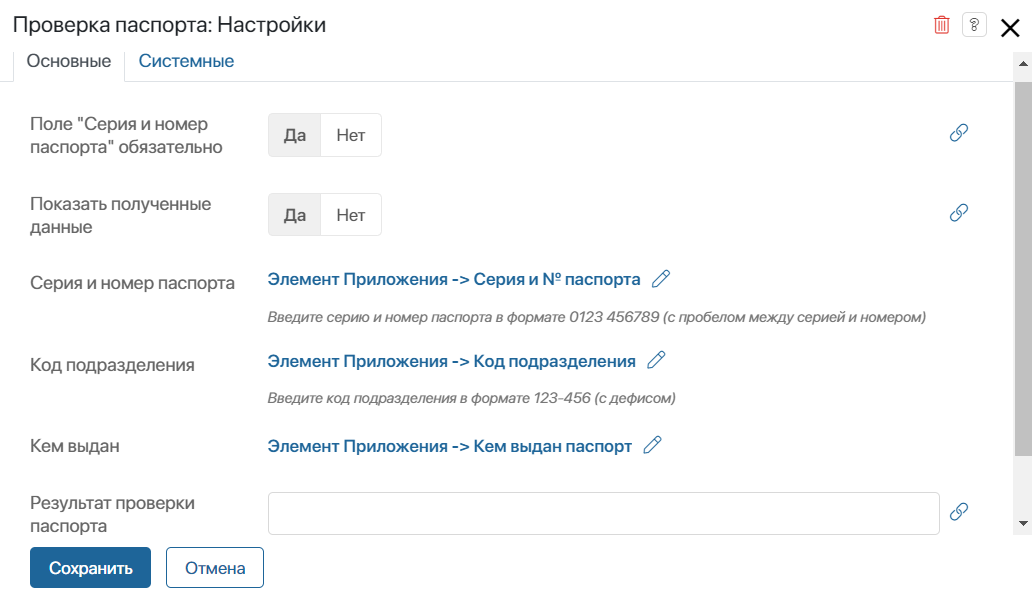 Проверка паспорта: Настройки
?
Основные Системные
Поле "Серия и номер
паспорта" обязательно
Да Нет
Показать полученные
данные
Да Нет
Серия и номер паспорта
Элемент Приложения -> Серия и № паспорта
Введите серию и номер паспорта в формате 0123 456789 (с пробелом между серией и номером)
Код подразделения
Элемент Приложения -> Код подразделения
Введите код подразделения в формате 123-456 (с дефисом)
Кем выдан
Элемент Приложения -> Кем выдан паспорт
Результат проверки
паспорта
Сохранить Отмена